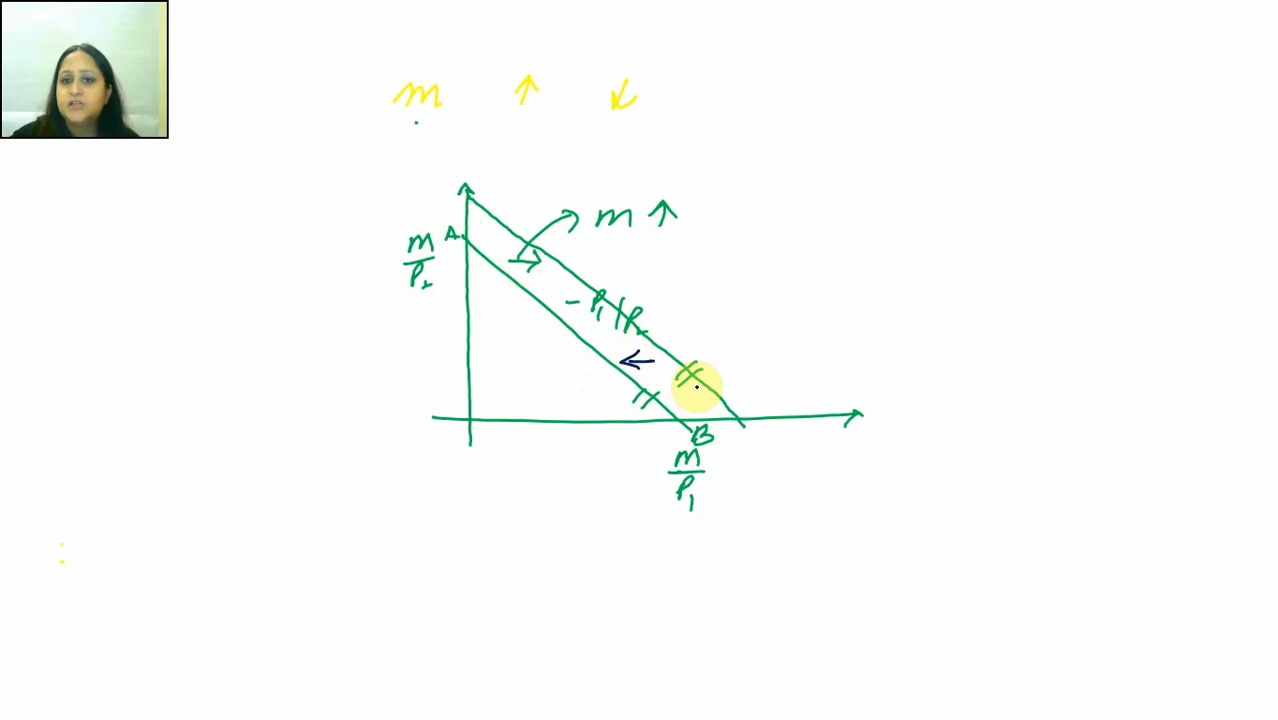 m ↑ ↓
m ↑
A
m/P₂
- P₁/P₂
B
m/P₁